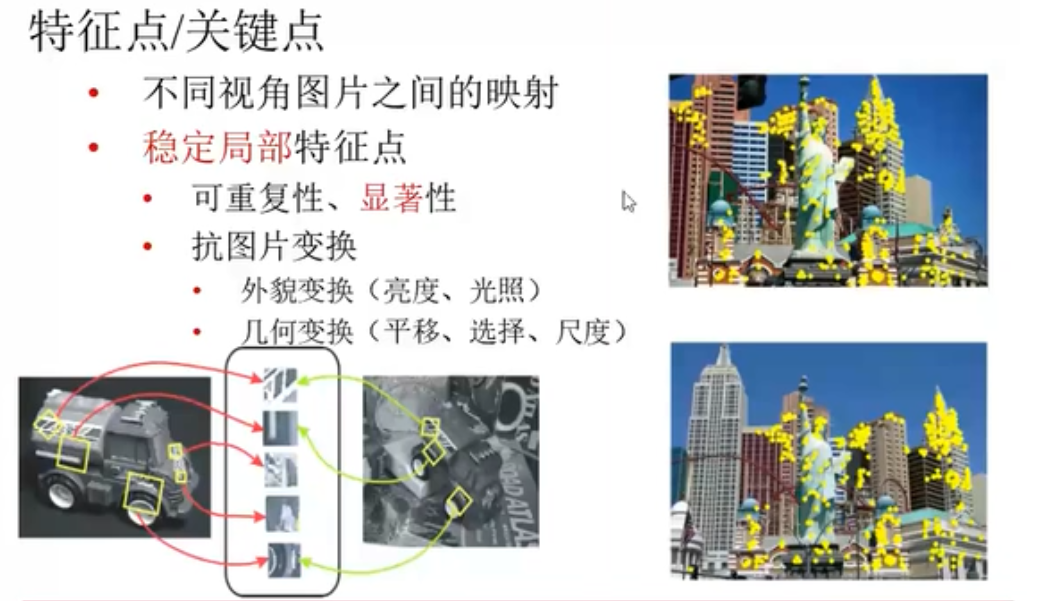 特征点/关键点
不同视角图片之间的映射
稳定局部特征点
可重复性、显著性
抗图片变换
外貌变换（亮度、光照）
几何变换（平移、选择、尺度）